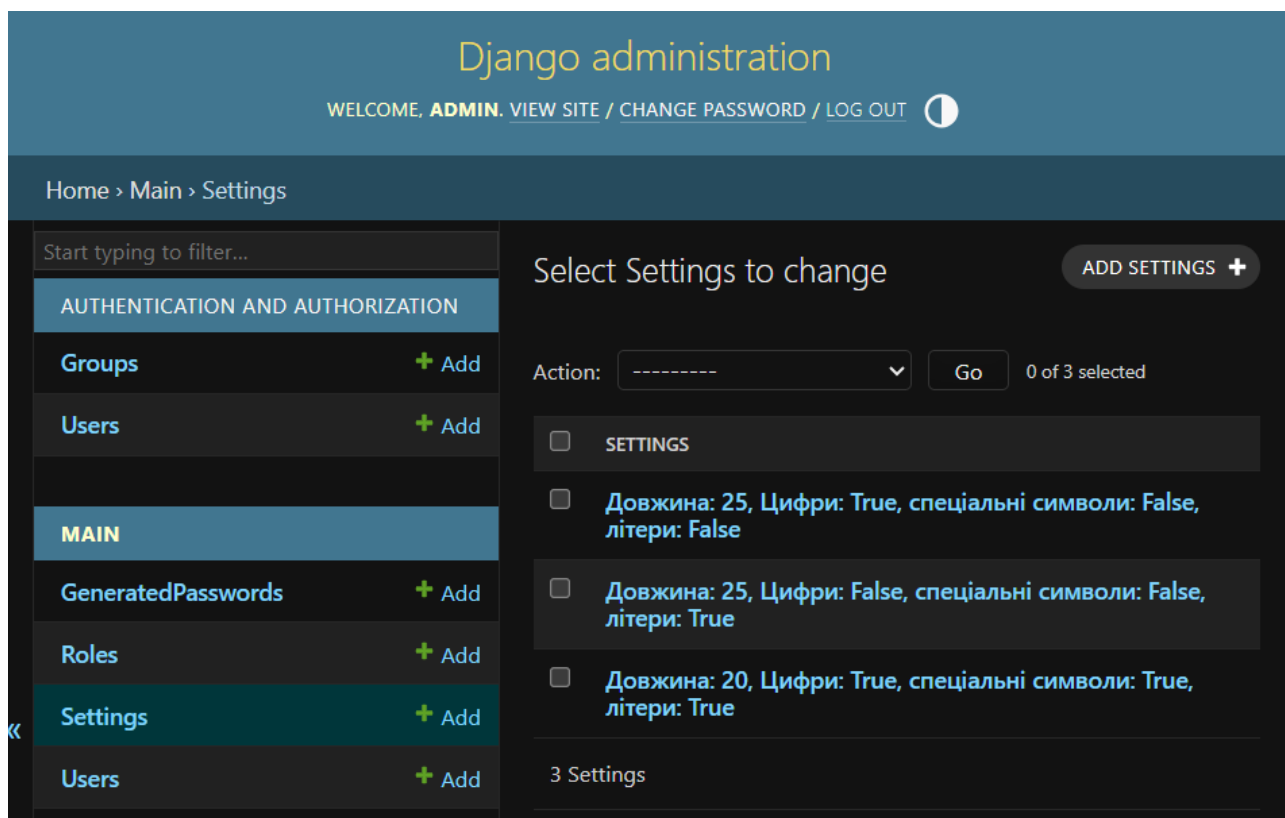 Django administration
WELCOME, ADMIN. VIEW SITE / CHANGE PASSWORD / LOG OUT
Home › Main › Settings
Start typing to filter...
AUTHENTICATION AND AUTHORIZATION
Groups + Add
Users + Add
MAIN
GeneratedPasswords + Add
Roles + Add
Settings + Add
Users + Add
«
Select Settings to change
ADD SETTINGS +
Action: --------- Go 0 of 3 selected
SETTINGS
Довжина: 25, Цифри: True, спеціальні символи: False,
літери: False
Довжина: 25, Цифри: False, спеціальні символи: False,
літери: True
Довжина: 20, Цифри: True, спеціальні символи: True,
літери: True
3 Settings